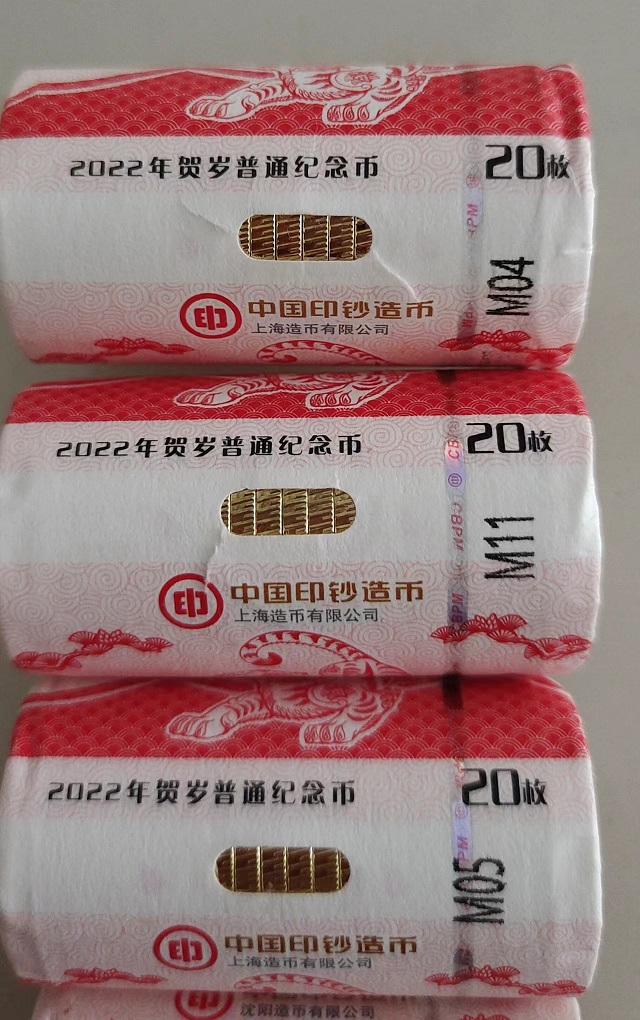 2022年贺岁普通纪念币
20枚
M04
中国印钞造币
上海造币有限公司
2022年贺岁普通纪念币
20枚
M11
中国印钞造币
上海造币有限公司
2022年贺岁普通纪念币
20枚
M05
中国印钞造币
上海造币有限公司
沈阳造币有限公司